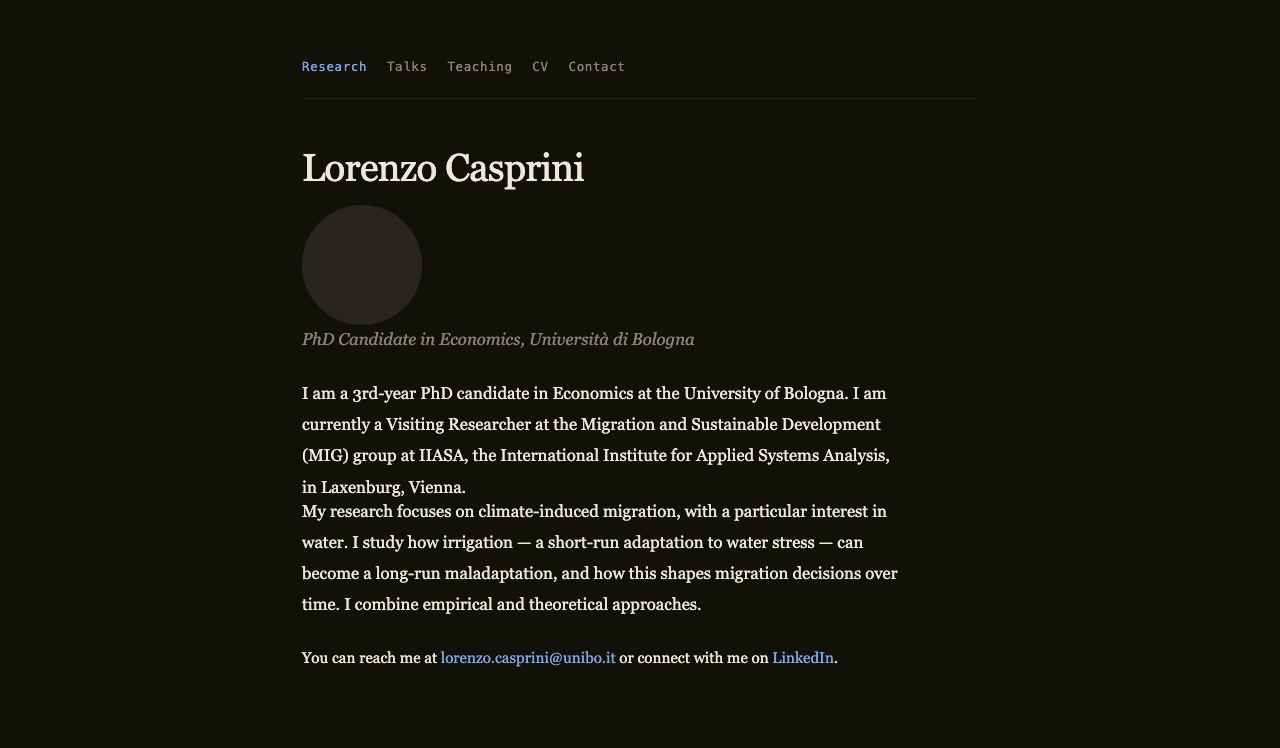 Research Talks Teaching CV Contact
Lorenzo Casprini
PhD Candidate in Economics, Università di Bologna
I am a 3rd-year PhD candidate in Economics at the University of Bologna. I am
currently a Visiting Researcher at the Migration and Sustainable Development
(MIG) group at IIASA, the International Institute for Applied Systems Analysis,
in Laxenburg, Vienna.
My research focuses on climate-induced migration, with a particular interest in
water. I study how irrigation — a short-run adaptation to water stress — can
become a long-run maladaptation, and how this shapes migration decisions over
time. I combine empirical and theoretical approaches.
You can reach me at lorenzo.casprini@unibo.it or connect with me on LinkedIn.